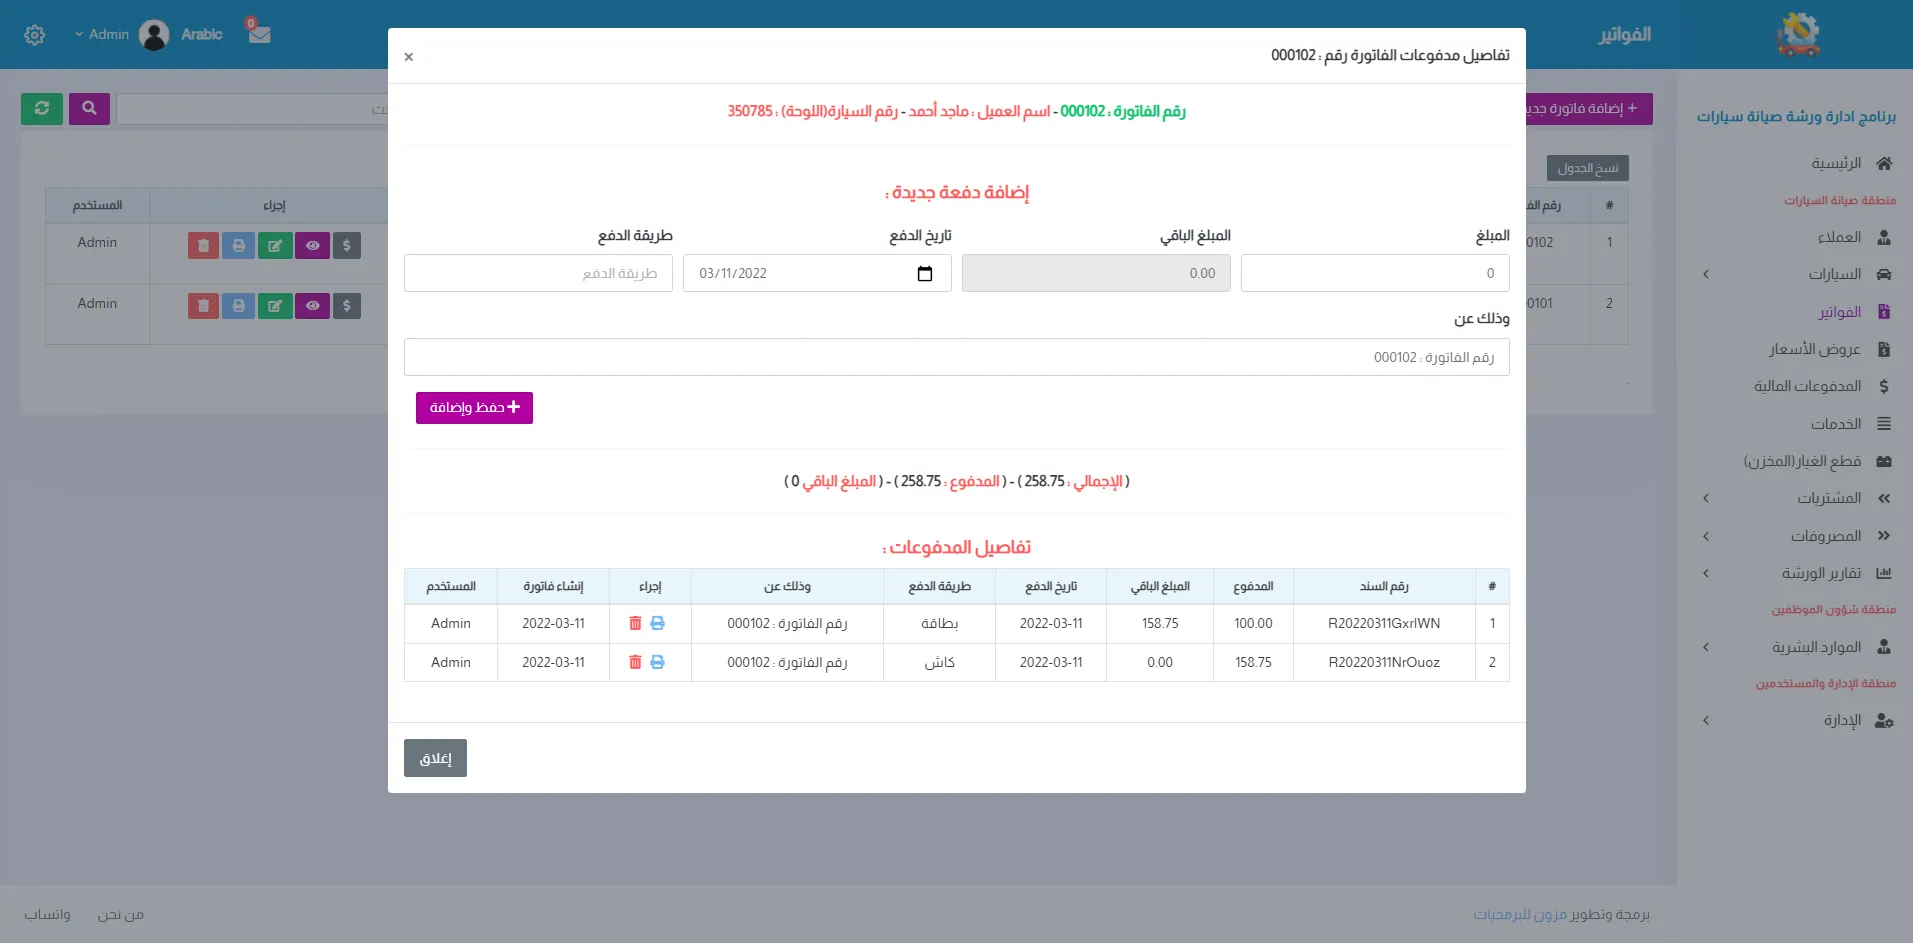 الفواتير
0
Arabic
Admin
برنامج ادارة ورشة صيانة سيارات
الرئيسية
منطقة صيانة السيارات
العملاء
السيارات
الفواتير
عروض الأسعار
المدفوعات المالية
الخدمات
قطع الغيار(المخزن)
المشتريات
المصروفات
تقارير الورشة
منطقة شؤون الموظفين
الموارد البشرية
منطقة الإدارة والمستخدمين
الإدارة
+ إضافة فاتورة
نسخ الجدول
# رقم إجراء المستخدم
1 Admin
2 Admin
تفاصيل مدفوعات الفاتورة رقم : 000102 ×
رقم الفاتورة : 000102 - اسم العميل : ماجد أحمد - رقم السيارة(اللوحة) : 350785
إضافة دفعة جديدة :
المبلغ المبلغ الباقي تاريخ الدفع طريقة الدفع
0 0.00 03/11/2022 طريقة الدفع
وذلك عن
رقم الفاتورة : 000102
+ حفظ وإضافة
( الإجمالي : 258.75 ) - ( المدفوع : 258.75 ) - ( المبلغ الباقي 0 )
تفاصيل المدفوعات :
# رقم السند المدفوع المبلغ الباقي تاريخ الدفع طريقة الدفع وذلك عن إجراء إنشاء فاتورة المستخدم
1 R20220311GxrlWN 100.00 158.75 2022-03-11 بطاقة رقم الفاتورة : 000102 2022-03-11 Admin
2 R20220311NrOuoz 158.75 0.00 2022-03-11 كاش رقم الفاتورة : 000102 2022-03-11 Admin
إغلاق
برمجة وتطوير مزون للبرمجيات
من نحن
واتساب